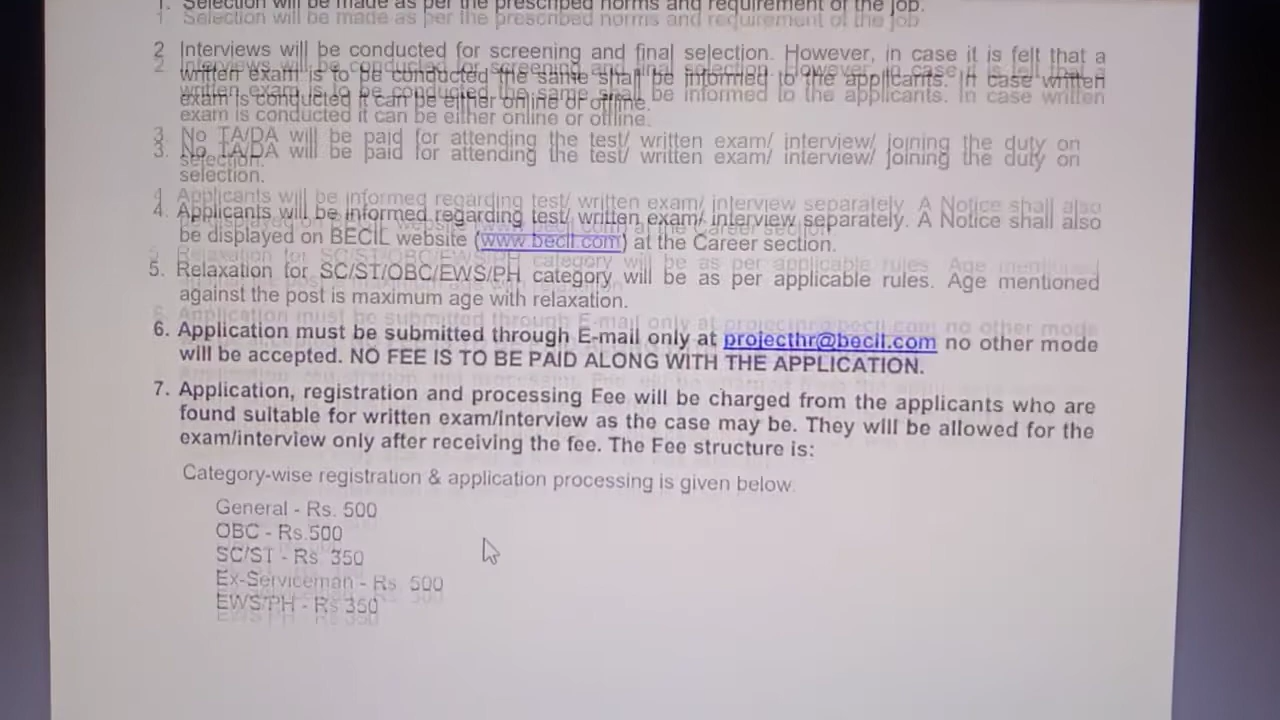 1. Selection will be made as per the prescribed norms and requirement of the job.
2 Interviews will be conducted for screening and final selection. However, in case it is felt that a
written exam is to be conducted the same shall be informed to the applicants. In case written
exam is conducted it can be either online or offline.
3. No TA/DA will be paid for attending the test/ written exam/ interview/ joining the duty on
selection.
4. Applicants will be informed regarding test/ written exam/ interview separately. A Notice shall also
be displayed on BECIL website (www.becil.com) at the Career section.
5. Relaxation for SC/ST/OBC/EWS/PH category will be as per applicable rules. Age mentioned
against the post is maximum age with relaxation.
6. Application must be submitted through E-mail only at projecthr@becil.com no other mode
will be accepted. NO FEE IS TO BE PAID ALONG WITH THE APPLICATION.
7. Application, registration and processing Fee will be charged from the applicants who are
found suitable for written exam/interview as the case may be. They will be allowed for the
exam/interview only after receiving the fee. The Fee structure is:
Category-wise registration & application processing is given below.
General - Rs. 500
OBC - Rs.500
SC/ST - Rs 350
Ex-Serviceman - Rs. 500
EWS/PH - Rs 350